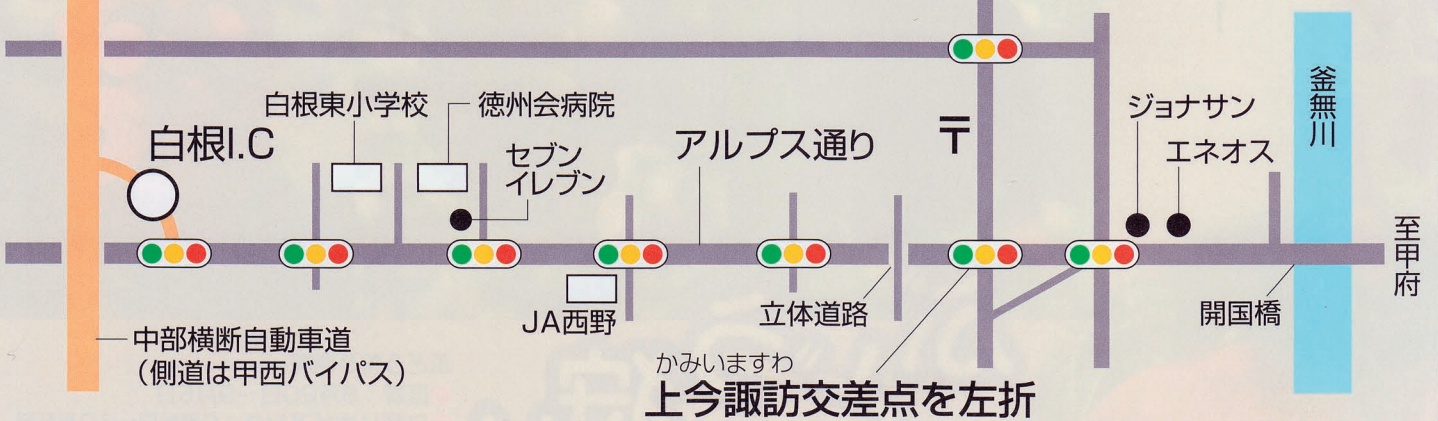 白根東小学校
徳州会病院
白根I.C
セブン
イレブン
アルプス通り
〒
ジョナサン
エネオス
釜無川
至甲府
JA西野
立体道路
開国橋
中部横断自動車道
（側道は甲西バイパス）
かみいますわ
上今諏訪交差点を左折